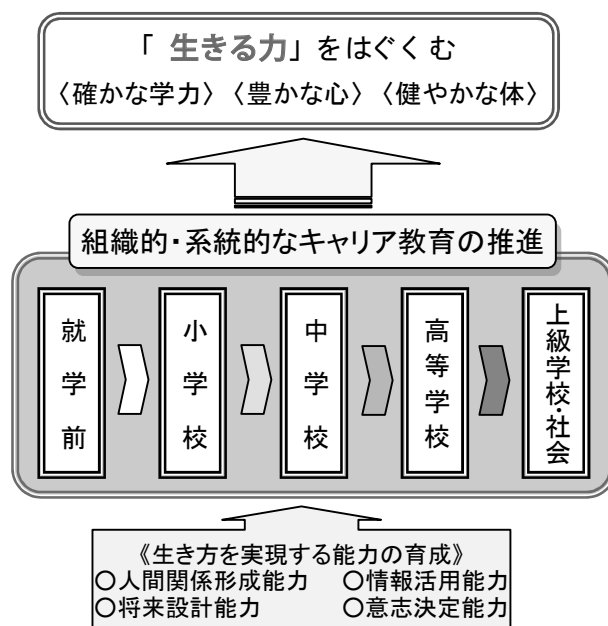 「 生きる力」をはぐくむ
〈確かな学力〉〈豊かな心〉〈健やかな体〉
組織的・系統的なキャリア教育の推進
就学前
小学校
中学校
高等学校
上級学校・社会
《生き方を実現する能力の育成》
○人間関係形成能力 ○情報活用能力
○将来設計能力 ○意志決定能力